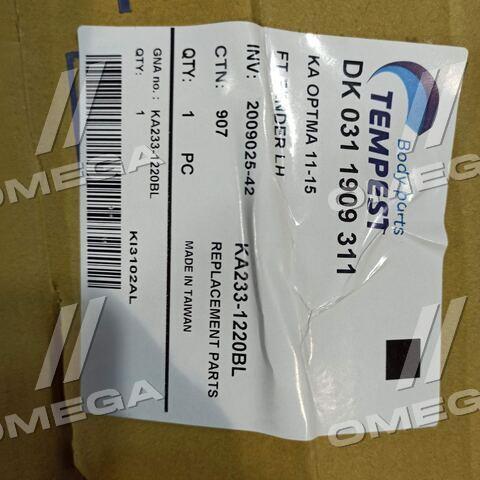 TEMPEST
Body parts
DK 031 1909 311
KA OPTMA 11-15
FT FENDER LH
INV: 2009025-42
KA233-1220BL
CTN: 907
REPLACEMENT PARTS
QTY: 1 PC
MADE IN TAIWAN
GNA no.: KA233-1220BL
QTY: 1
KI3102AL
OMEGA
OMEGA
OMEGA
OMEGA